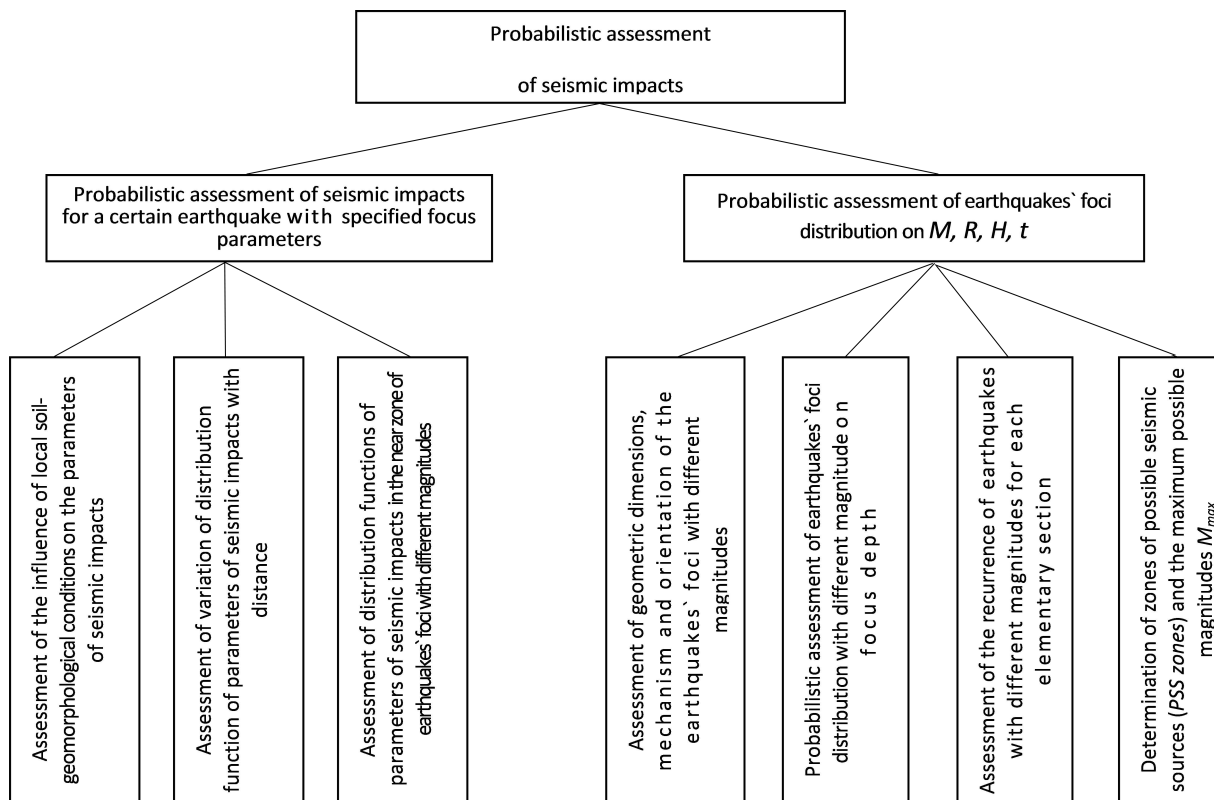 Probabilistic assessment
of seismic impacts
Probabilistic assessment of seismic impacts
for a certain earthquake with specified focus
parameters
Probabilistic assessment of earthquakes` foci
distribution on M, R, H, t
Assessment of the influence of local soil-
geomorphological conditions on the parameters
of seismic impacts
Assessment of variation of distribution
function of parameters of seismic impacts with
distance
Assessment of distribution functions of
parameters of seismic impacts in the near zone of
earthquakes` foci with different magnitudes
Assessment of geometric dimensions,
mechanism and orientation of the
earthquakes` foci with different
magnitudes
Probabilistic assessment of earthquakes` foci
distribution with different magnitude on
focus depth
Assessment of the recurrence of earthquakes
with different magnitudes for each
elementary section
Determination of zones of possible seismic
sources (PSS zones) and the maximum possible
magnitudes Mmax